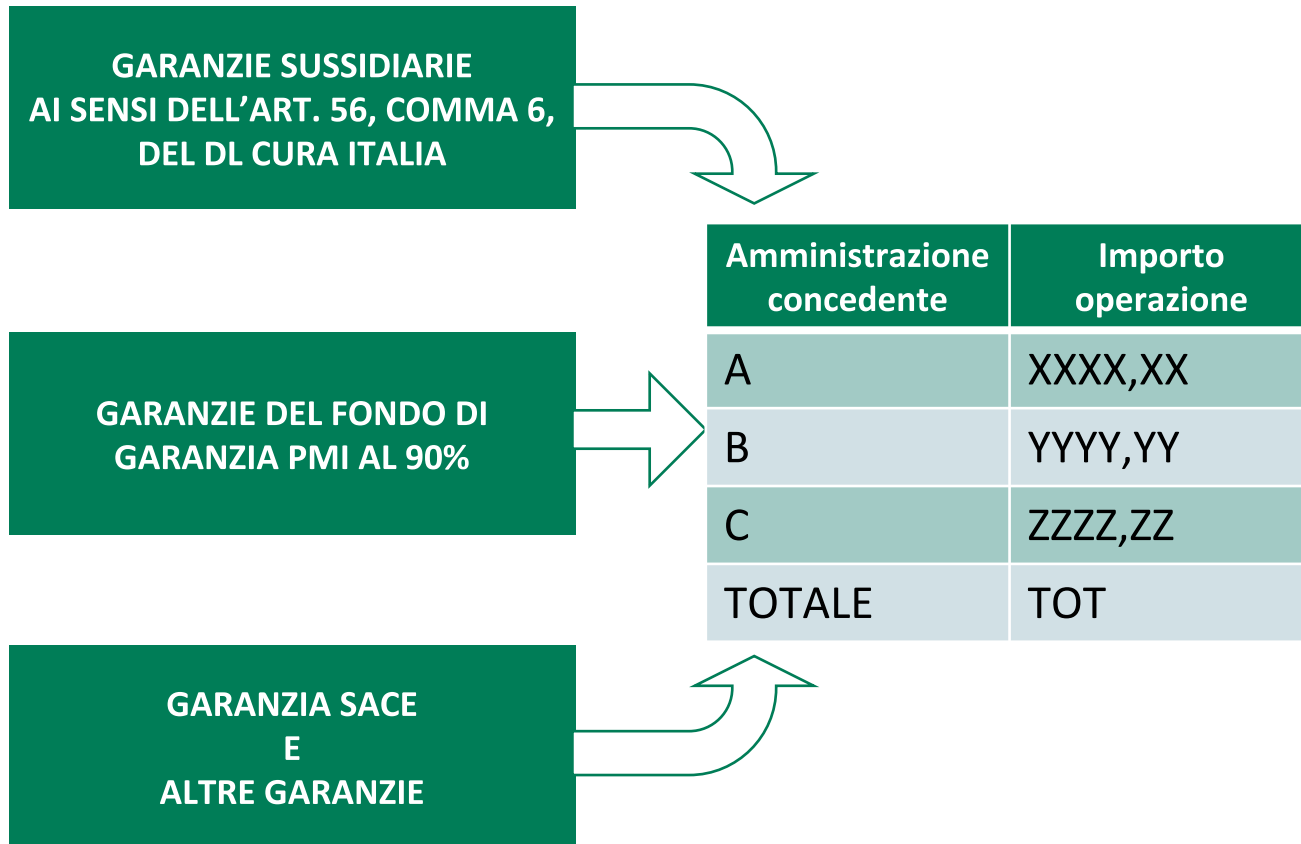 GARANZIE SUSSIDIARIE
AI SENSI DELL’ART. 56, COMMA 6,
DEL DL CURA ITALIA
GARANZIE DEL FONDO DI
GARANZIA PMI AL 90%
GARANZIA SACE
E
ALTRE GARANZIE
Amministrazione concedente Importo operazione
A XXXX,XX
B YYYY,YY
C ZZZZ,ZZ
TOTALE TOT